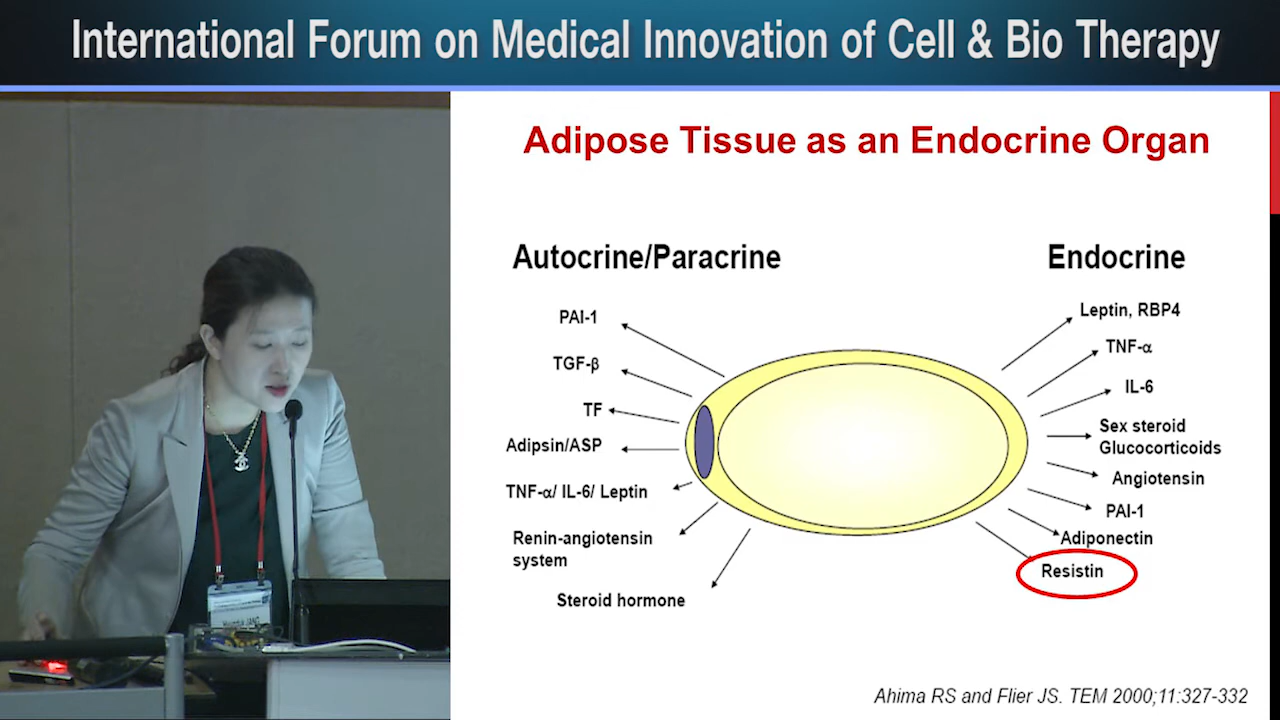 International Forum on Medical Innovation of Cell & Bio Therapy
Adipose Tissue as an Endocrine Organ
Autocrine/Paracrine
PAI-1
TGF-β
TF
Adipsin/ASP
TNF-α/ IL-6/ Leptin
Renin-angiotensin
system
Steroid hormone
Endocrine
Leptin, RBP4
TNF-α
IL-6
Sex steroid
Glucocorticoids
Angiotensin
PAI-1
Adiponectin
Resistin
Ahima RS and Flier JS. TEM 2000;11:327-332